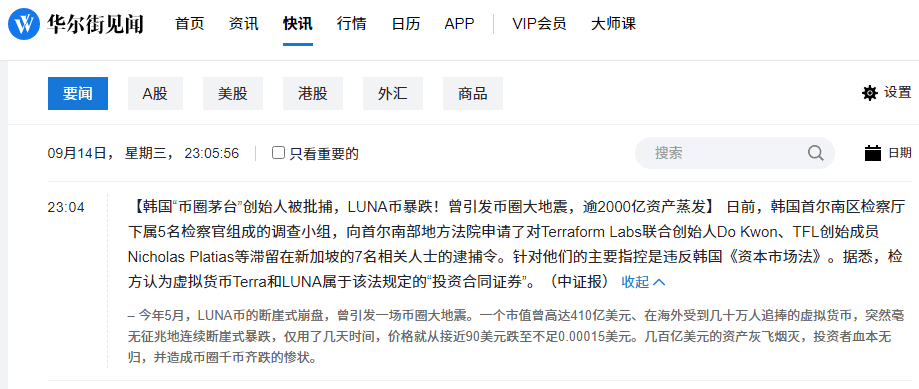 华尔街见闻 首页 资讯 快讯 行情 日历 APP VIP会员 大师课
要闻 A股 美股 港股 外汇 商品 设置
09月14日， 星期三， 23:05:56 只看重要的 搜索 日期
23:04 【韩国“币圈茅台”创始人被批捕，LUNA币暴跌！曾引发币圈大地震，逾2000亿资产蒸发】 日前，韩国首尔南区检察厅
下属5名检察官组成的调查小组，向首尔南部地方法院申请了对Terraform Labs联合创始人Do Kwon、TFL创始成员
Nicholas Platias等滞留在新加坡的7名相关人士的逮捕令。针对他们的主要指控是违反韩国《资本市场法》。据悉，检
方认为虚拟货币Terra和LUNA属于该法规定的“投资合同证券”。（中证报） 收起
– 今年5月，LUNA币的断崖式崩盘，曾引发一场币圈大地震。一个市值曾高达410亿美元、在海外受到几十万人追捧的虚拟货币，突然毫
无征兆地连续断崖式暴跌，仅用了几天时间，价格就从接近90美元跌至不足0.00015美元。几百亿美元的资产灰飞烟灭，投资者血本无
归，并造成币圈千币齐跌的惨状。